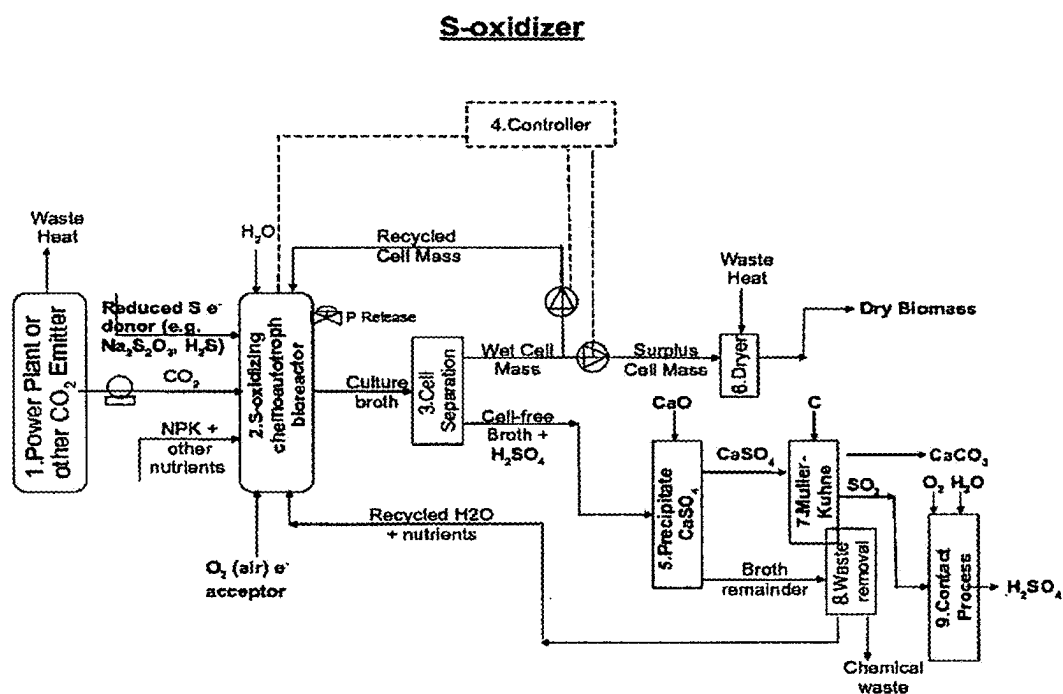 S-oxidizer
4.Controller
Waste
Heat
H₂O
Recycled
Cell Mass
Waste
Heat
1.Power Plant or
other CO₂ Emitter
Reduced S e⁻
donor (e.g.
Na₂S₂O₃, H₂S)
P Release
Dry Biomass
CO₂
2.S-oxidizing
chemoautotroph
bioreactor
Culture
broth
3.Cell
Separation
Wet Cell
Mass
Surplus
Cell Mass
6.Dryer
NPK +
other
nutrients
Cell-free
Broth +
H₂SO₄
CaO
C
5.Precipitate
CaSO₄
CaSO₄
7.Muller-
Kuhne
CaCO₃
SO₂
O₂ H₂O
Recycled H2O
+ nutrients
O₂ (air) e⁻
acceptor
Broth
remainder
8.Waste
removal
9.Contact
Process
H₂SO₄
Chemical
waste